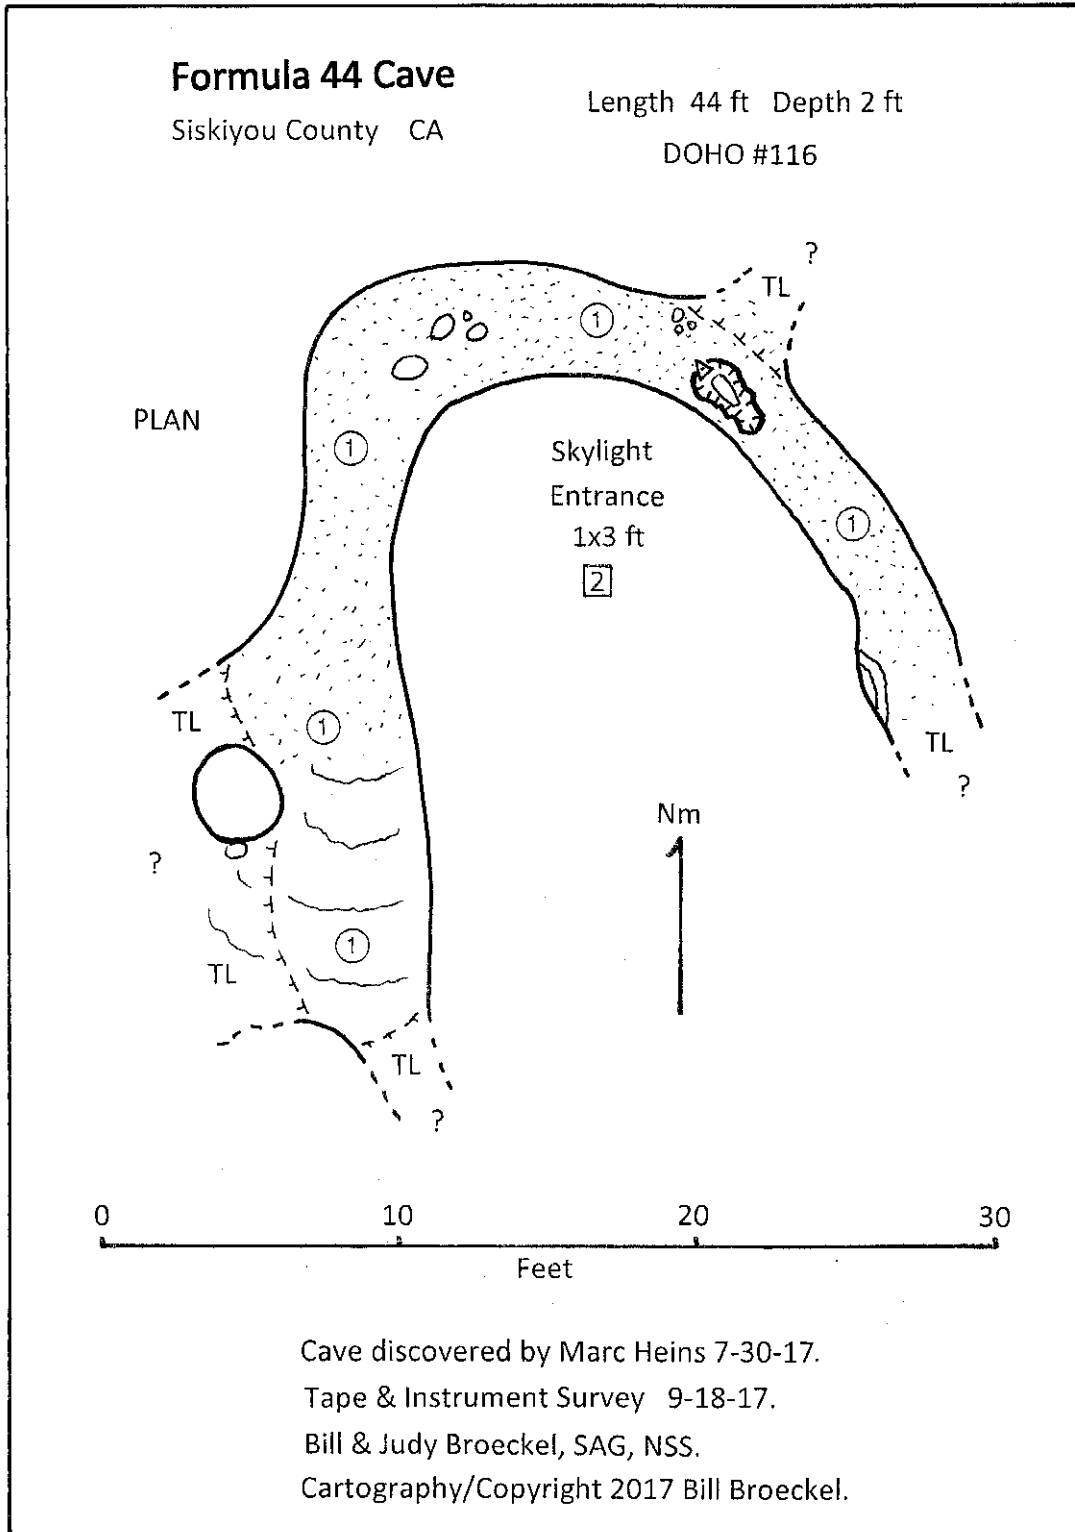 Formula 44 Cave
Siskiyou County CA
Length 44 ft Depth 2 ft
DOHO #116
?
TL
1
1
PLAN
1
Skylight
Entrance
1x3 ft
2
1
TL
1
TL
?
Nm
?
1
TL
TL
?
0 10 20 30
Feet
Cave discovered by Marc Heins 7-30-17.
Tape & Instrument Survey 9-18-17.
Bill & Judy Broeckel, SAG, NSS.
Cartography/Copyright 2017 Bill Broeckel.